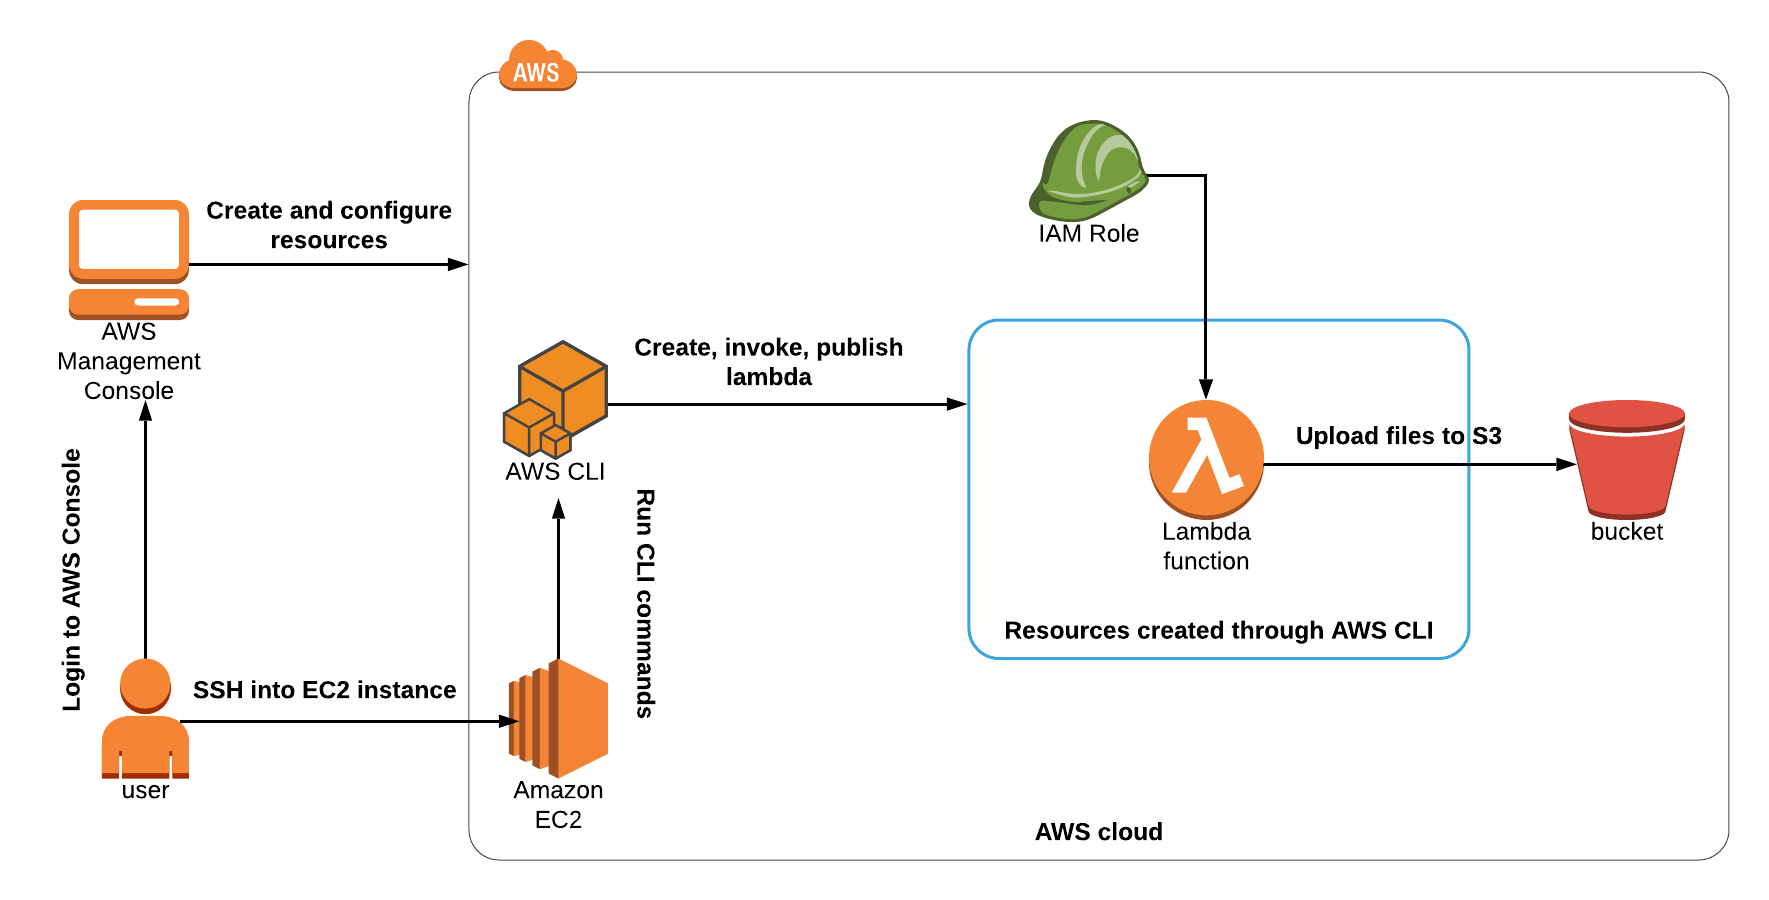 AWS
IAM Role
Create and configure
resources
AWS
Management
Console
Create, invoke, publish
lambda
AWS CLI
Upload files to S3
Lambda
function
bucket
Login to AWS Console
Run CLI commands
Resources created through AWS CLI
SSH into EC2 instance
user
Amazon
EC2
AWS cloud